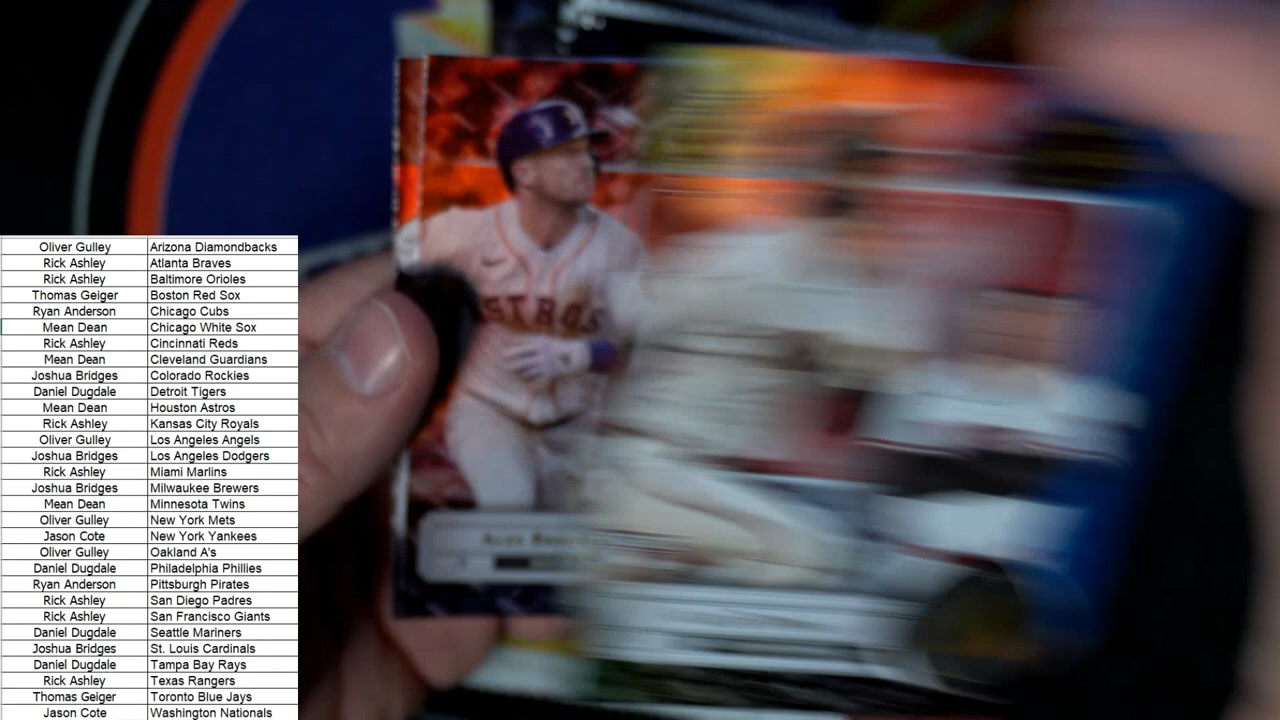 Oliver Gulley Arizona Diamondbacks
Rick Ashley Atlanta Braves
Rick Ashley Baltimore Orioles
Thomas Geiger Boston Red Sox
Ryan Anderson Chicago Cubs
Mean Dean Chicago White Sox
Rick Ashley Cincinnati Reds
Mean Dean Cleveland Guardians
Joshua Bridges Colorado Rockies
Daniel Dugdale Detroit Tigers
Mean Dean Houston Astros
Rick Ashley Kansas City Royals
Oliver Gulley Los Angeles Angels
Joshua Bridges Los Angeles Dodgers
Rick Ashley Miami Marlins
Joshua Bridges Milwaukee Brewers
Mean Dean Minnesota Twins
Oliver Gulley New York Mets
Jason Cote New York Yankees
Oliver Gulley Oakland A's
Daniel Dugdale Philadelphia Phillies
Ryan Anderson Pittsburgh Pirates
Rick Ashley San Diego Padres
Rick Ashley San Francisco Giants
Daniel Dugdale Seattle Mariners
Joshua Bridges St. Louis Cardinals
Daniel Dugdale Tampa Bay Rays
Rick Ashley Texas Rangers
Thomas Geiger Toronto Blue Jays
Jason Cote Washington Nationals
ASTROS
Alex